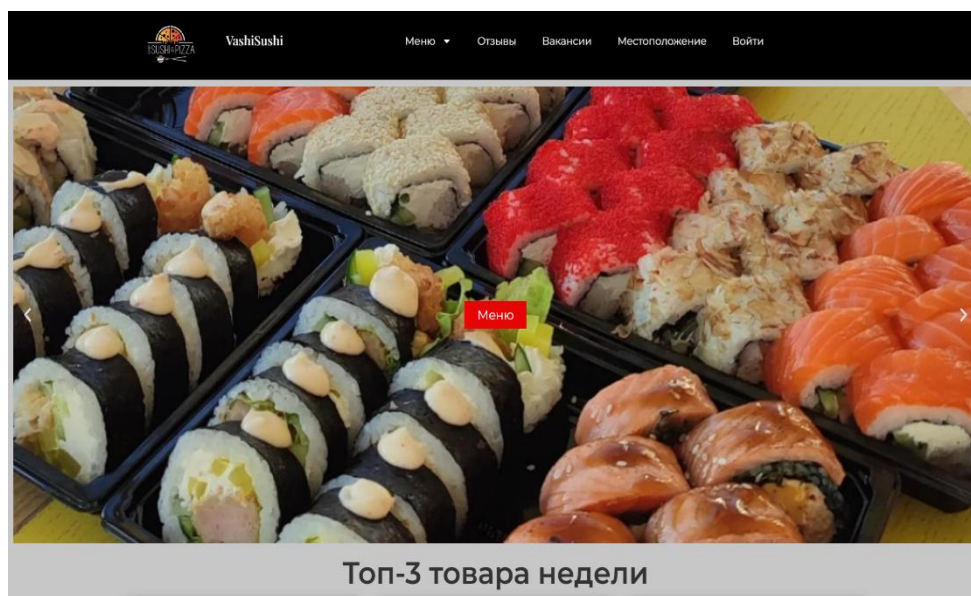 SUSHI & PIZZA
VashiSushi
Меню
Отзывы
Вакансии
Местоположение
Войти
Меню
Топ-3 товара недели